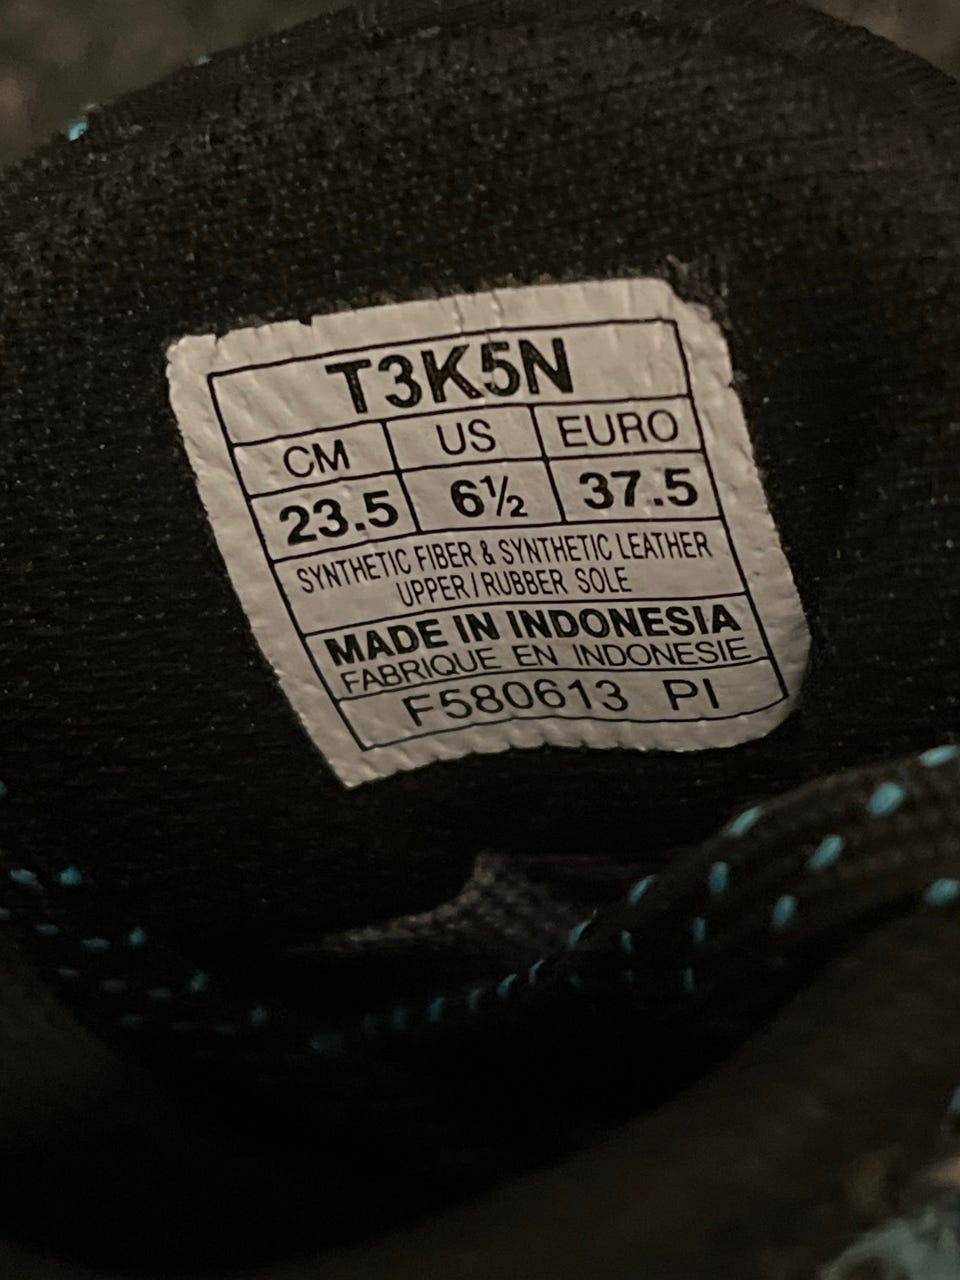 T3K5N
CM US EURO
23.5 6½ 37.5
SYNTHETIC FIBER & SYNTHETIC LEATHER
UPPER / RUBBER SOLE
MADE IN INDONESIA
FABRIQUE EN INDONESIE
F580613 PI